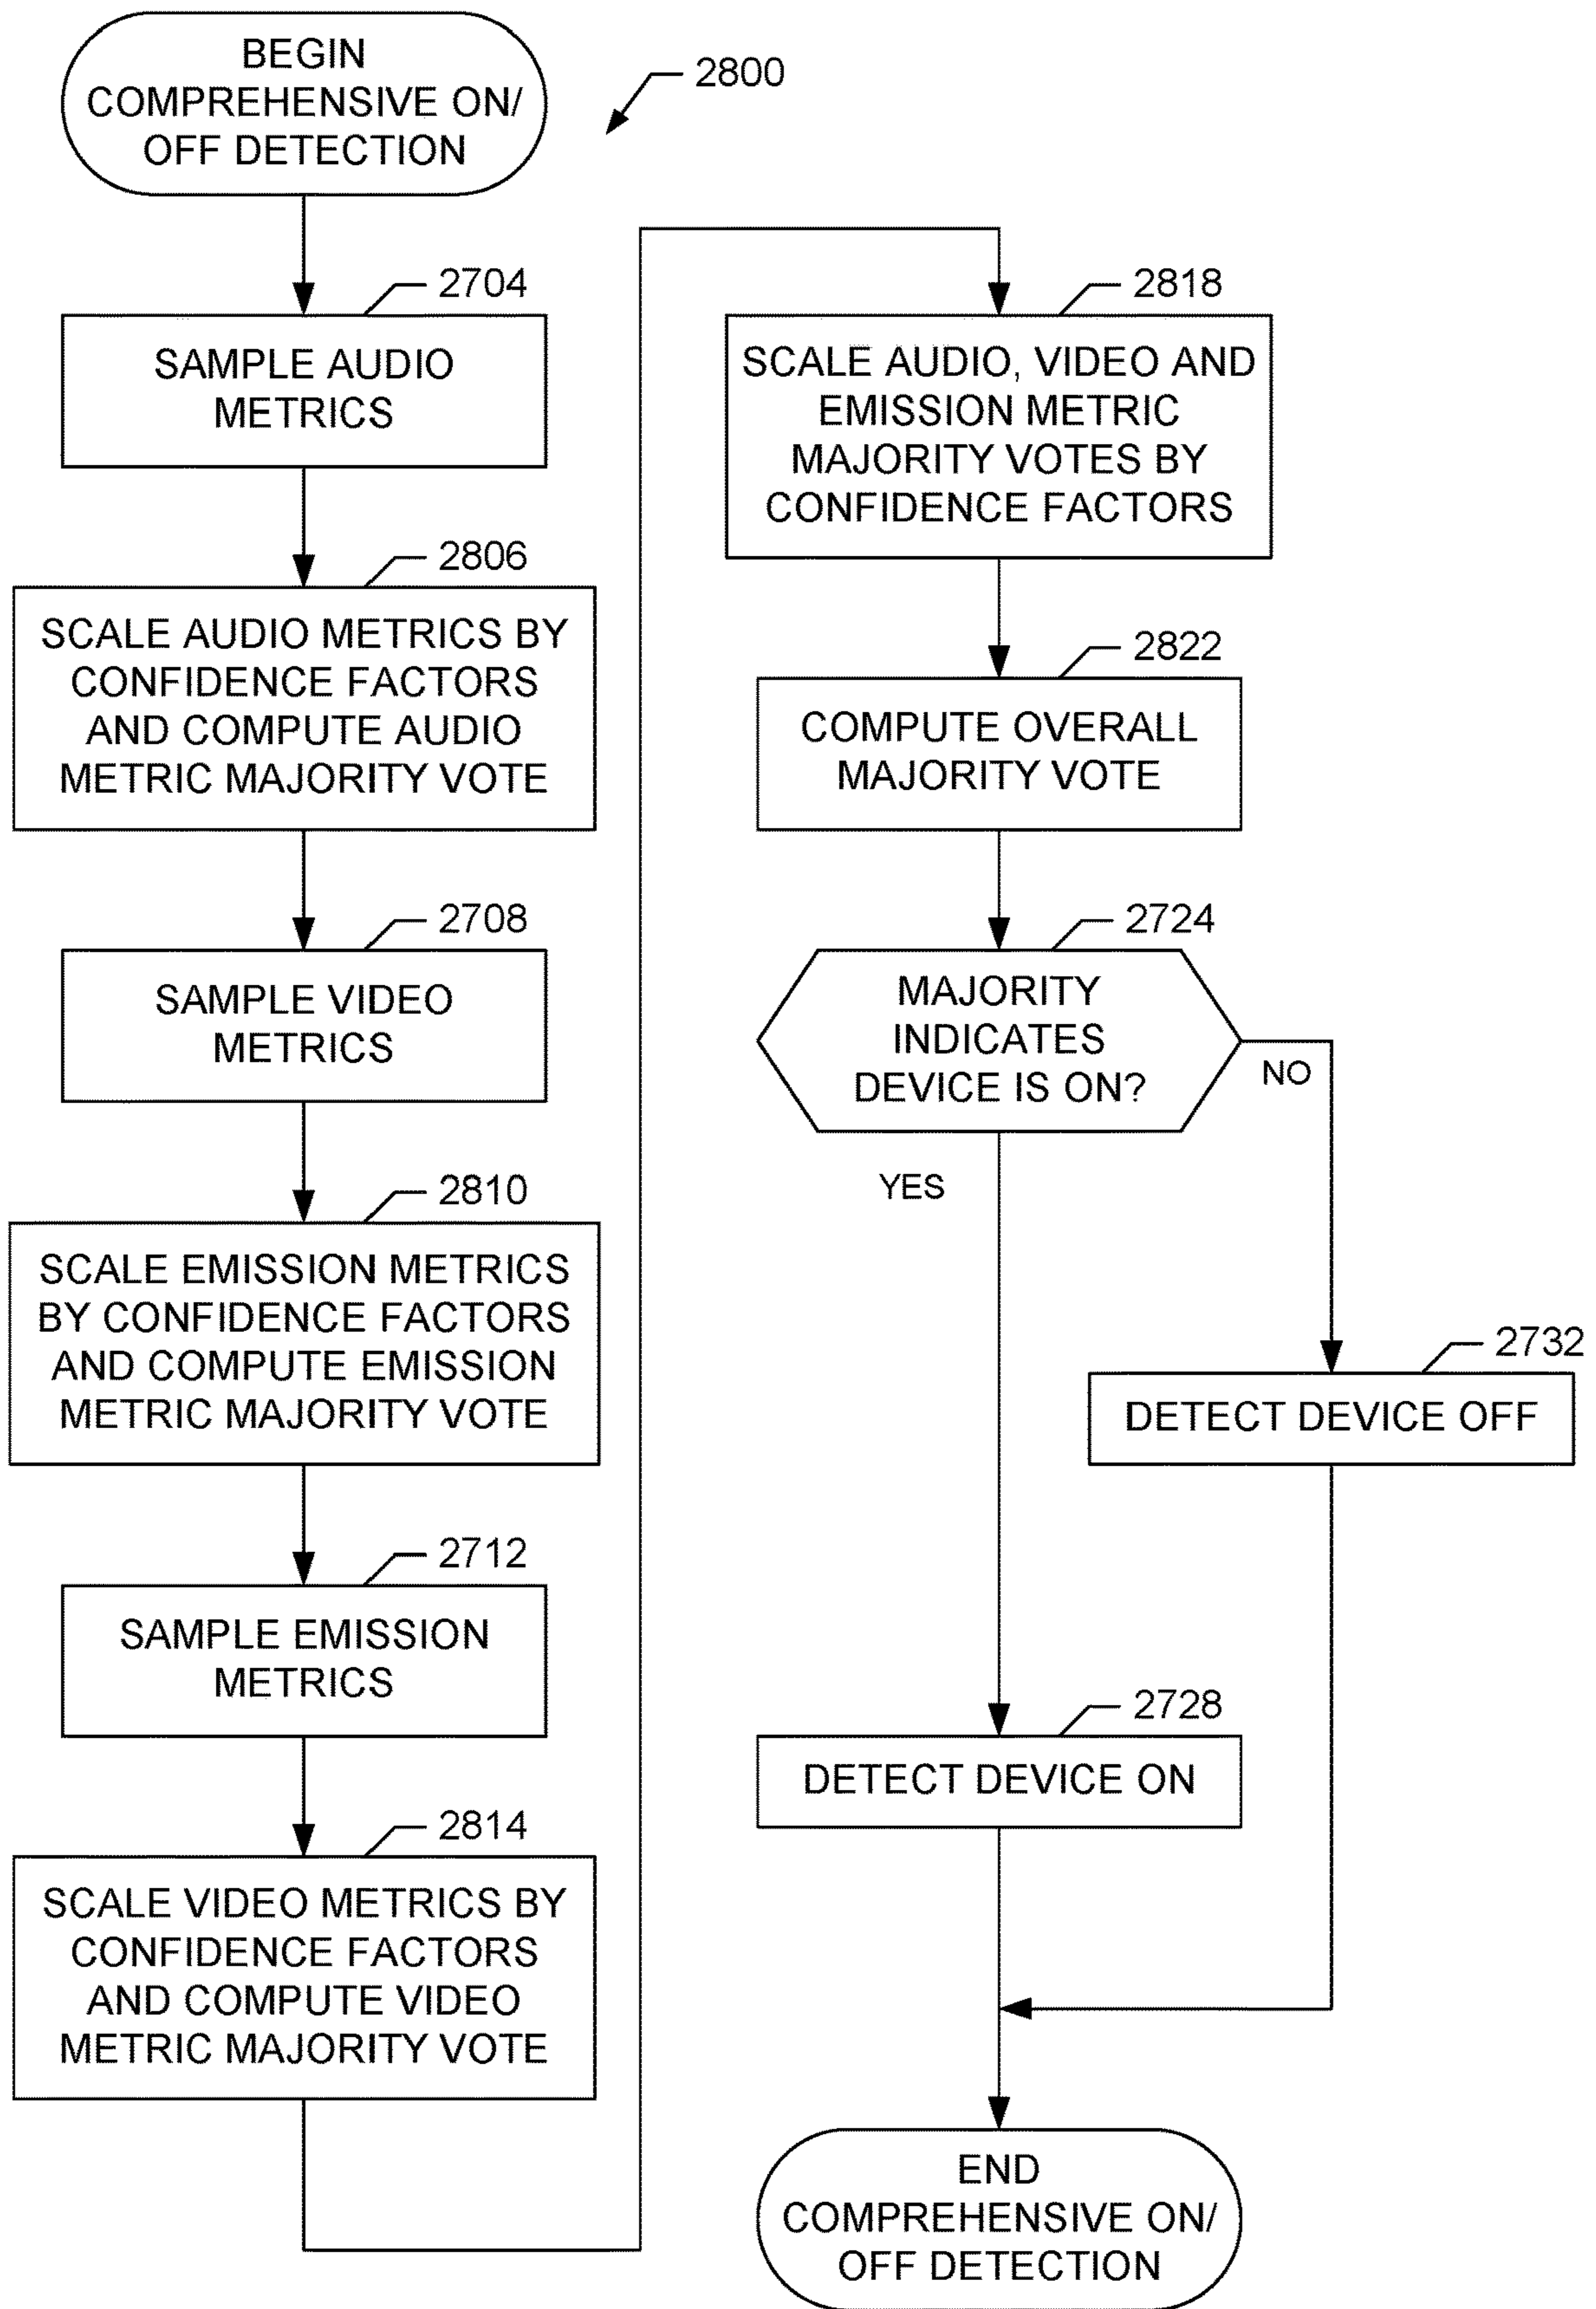 BEGIN
COMPREHENSIVE ON/
OFF DETECTION
2800
2704
SAMPLE AUDIO
METRICS
2806
SCALE AUDIO METRICS BY
CONFIDENCE FACTORS
AND COMPUTE AUDIO
METRIC MAJORITY VOTE
2708
SAMPLE VIDEO
METRICS
2810
SCALE EMISSION METRICS
BY CONFIDENCE FACTORS
AND COMPUTE EMISSION
METRIC MAJORITY VOTE
2712
SAMPLE EMISSION
METRICS
2814
SCALE VIDEO METRICS BY
CONFIDENCE FACTORS
AND COMPUTE VIDEO
METRIC MAJORITY VOTE
2818
SCALE AUDIO, VIDEO AND
EMISSION METRIC
MAJORITY VOTES BY
CONFIDENCE FACTORS
2822
COMPUTE OVERALL
MAJORITY VOTE
2724
MAJORITY
INDICATES
DEVICE IS ON?
NO
YES
2732
DETECT DEVICE OFF
2728
DETECT DEVICE ON
END
COMPREHENSIVE ON/
OFF DETECTION